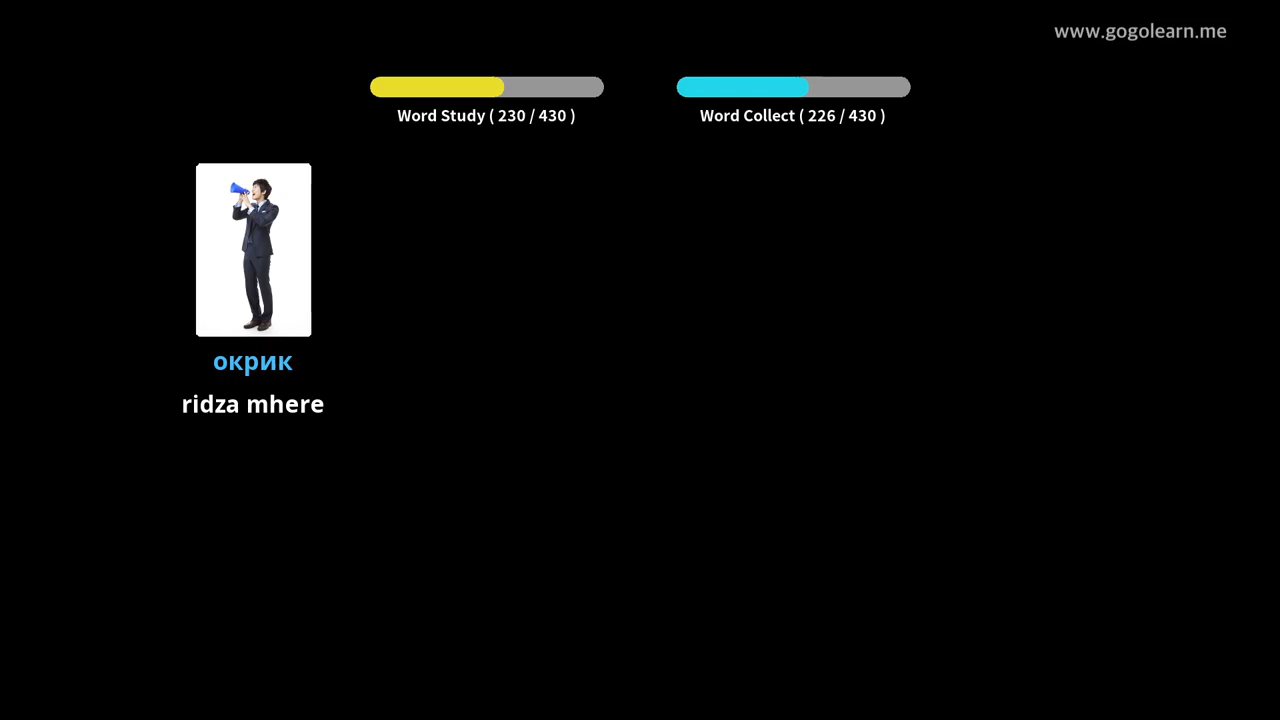 www.gogolearn.me
Word Study ( 230 / 430 )
Word Collect ( 226 / 430 )
окрик
ridza mhere